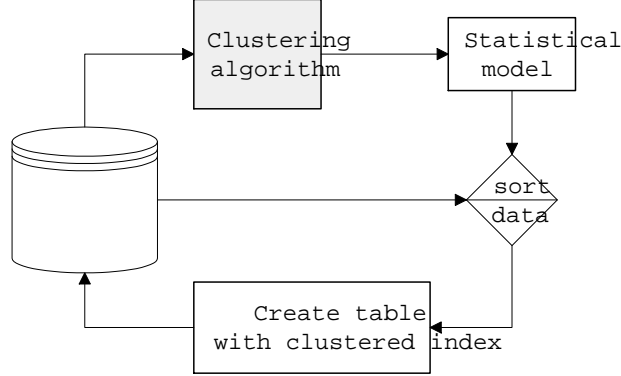 Clustering
algorithm
Statistical
model
sort
data
Create table
with clustered index